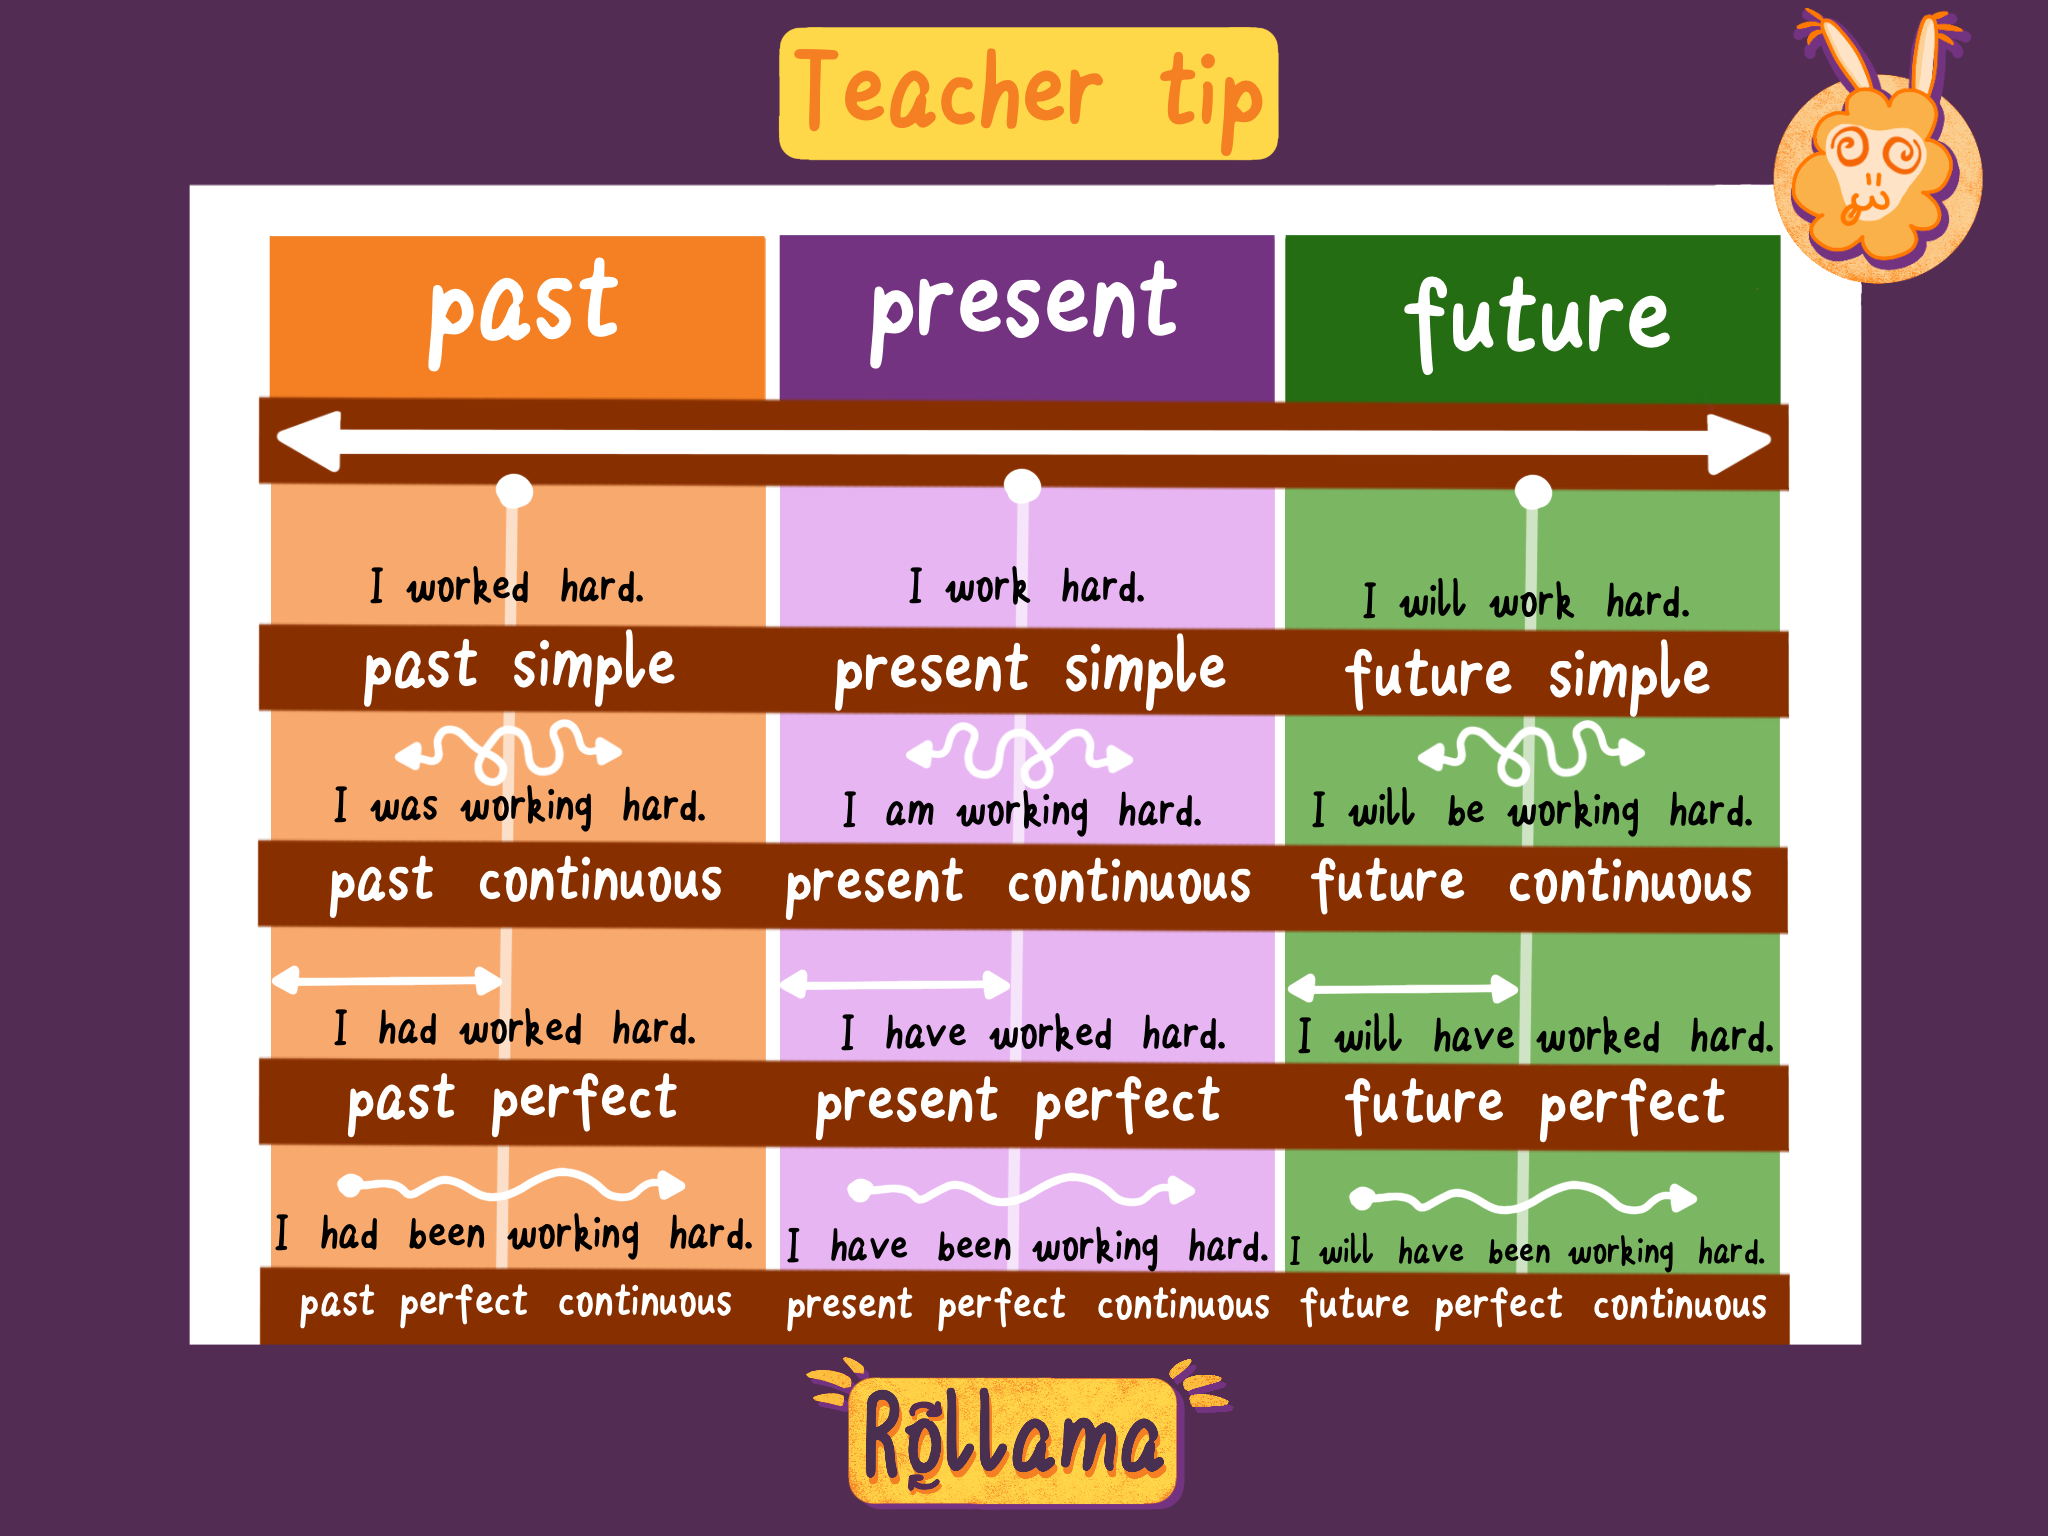 Teacher tip
past present future
I worked hard. I work hard. I will work hard.
past simple present simple future simple
I was working hard. I am working hard. I will be working hard.
past continuous present continuous future continuous
I had worked hard. I have worked hard. I will have worked hard.
past perfect present perfect future perfect
I had been working hard. I have been working hard. I will have been working hard.
past perfect continuous present perfect continuous future perfect continuous
Rollama